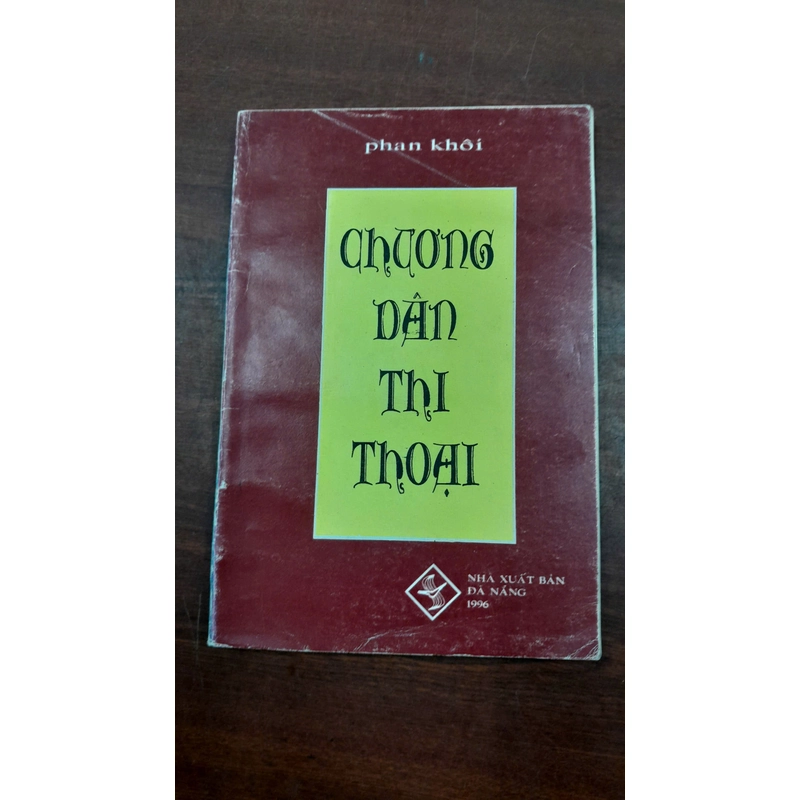 phan khôi
CHƯƠNG
DÂN
THI
THOẠI
NHÀ XUẤT BẢN
ĐÀ NẴNG
1996